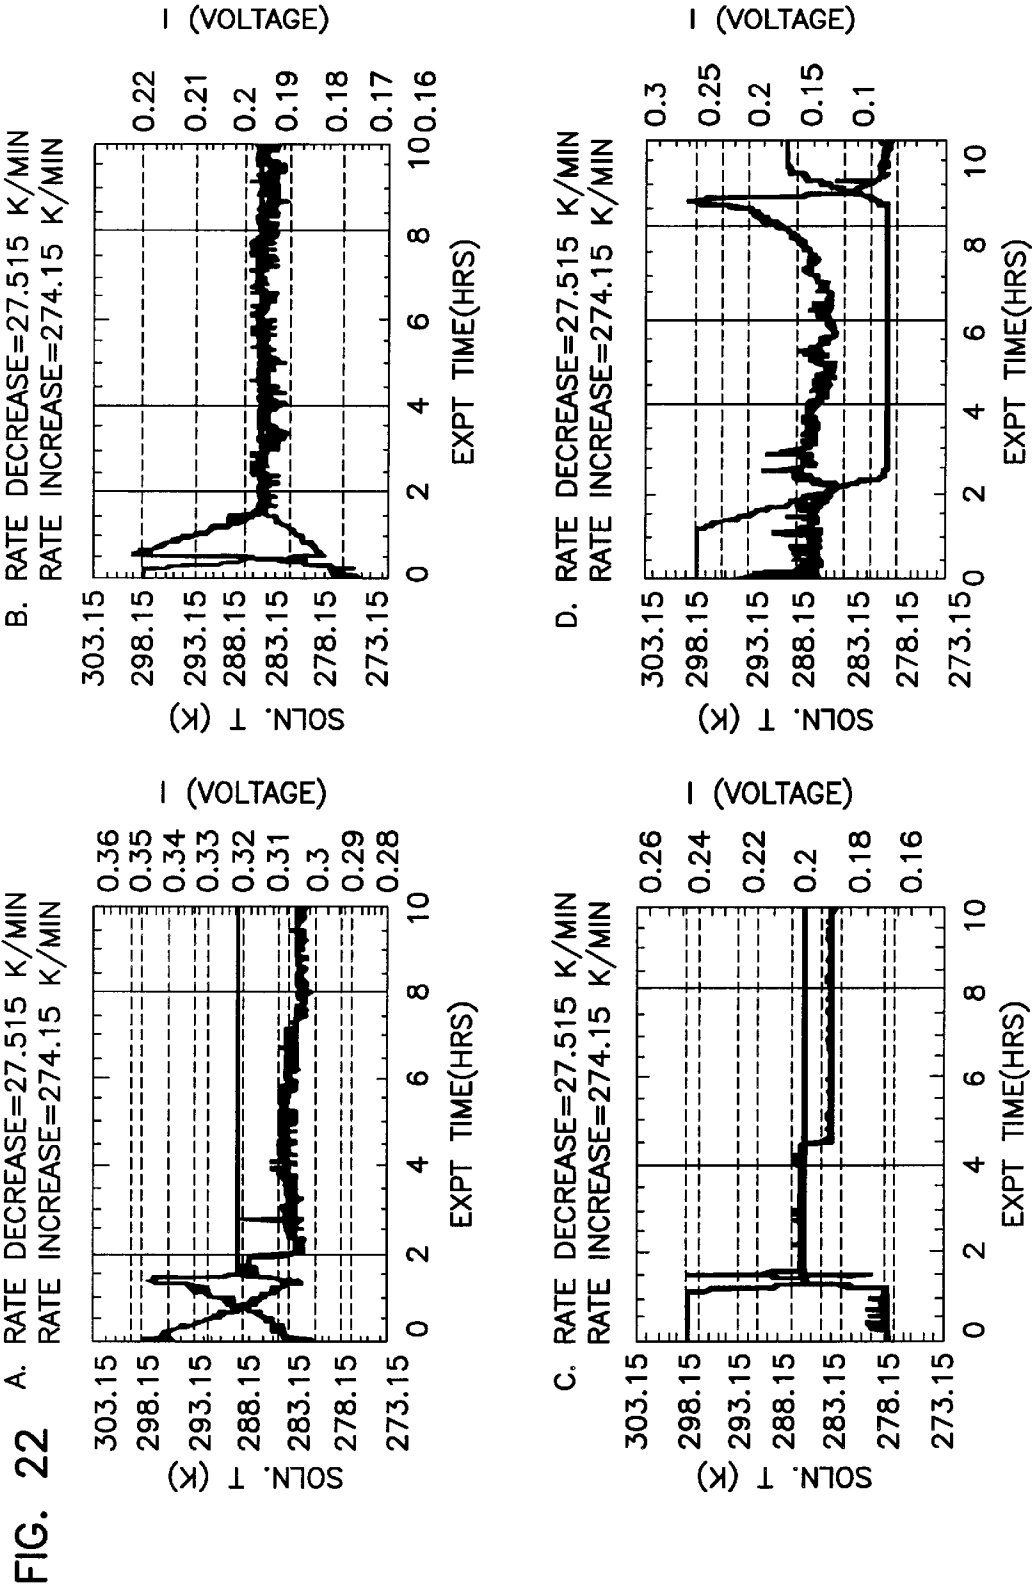 FIG. 22
A. RATE DECREASE=27.515 K/MIN
RATE INCREASE=274.15 K/MIN
SOLN. T (K)
303.15
298.15
293.15
288.15
283.15
278.15
273.15
0.36
0.35
0.34
0.33
0.32
0.31
0.3
0.29
0.28
I (VOLTAGE)
0 2 4 6 8 10
EXPT TIME(HRS)
B. RATE DECREASE=27.515 K/MIN
RATE INCREASE=274.15 K/MIN
SOLN. T (K)
303.15
298.15
293.15
288.15
283.15
278.15
273.15
0.22
0.21
0.2
0.19
0.18
0.17
0.16
I (VOLTAGE)
0 2 4 6 8 10
EXPT TIME(HRS)
C. RATE DECREASE=27.515 K/MIN
RATE INCREASE=274.15 K/MIN
SOLN. T (K)
303.15
298.15
293.15
288.15
283.15
278.15
273.15
0.26
0.24
0.22
0.2
0.18
0.16
I (VOLTAGE)
0 2 4 6 8 10
EXPT TIME(HRS)
D. RATE DECREASE=27.515 K/MIN
RATE INCREASE=274.15 K/MIN
SOLN. T (K)
303.15
298.15
293.15
288.15
283.15
278.15
273.15
0.3
0.25
0.2
0.15
0.1
I (VOLTAGE)
0 2 4 6 8 10
EXPT TIME(HRS)